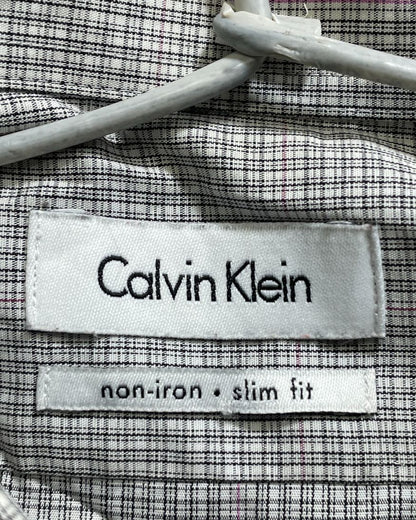 Calvin Klein
non-iron • slim fit